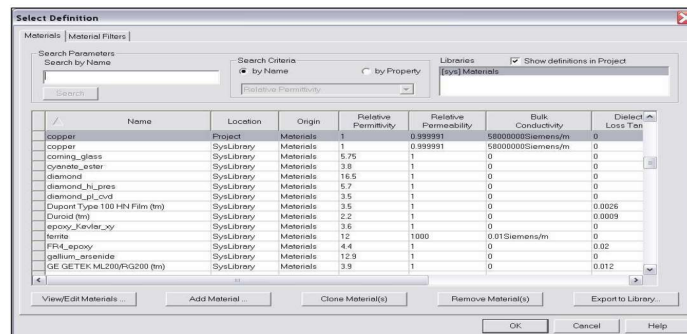 Select Definition
Materials Material Filters
Search Parameters
Search by Name
Search
Search Criteria
by Name by Property
Relative Permittivity
Libraries Show definitions in Project
[sys] Materials
Name Location Origin Relative Permittivity Relative Permeability Bulk Conductivity Dielect Loss Tan
copper Project Materials 1 0.999991 58000000Siemens/m 0
copper SysLibrary Materials 1 0.999991 58000000Siemens/m 0
corning_glass SysLibrary Materials 5.75 1 0 0
cyanate_ester SysLibrary Materials 3.8 1 0 0
diamond SysLibrary Materials 16.5 1 0 0
diamond_hi_pres SysLibrary Materials 5.7 1 0 0
diamond_pl_cvd SysLibrary Materials 3.5 1 0 0
Dupont Type 100 HN Film (tm) SysLibrary Materials 3.5 1 0 0.0026
Duroid (tm) SysLibrary Materials 2.2 1 0 0.0009
epoxy_Kevlar_xy SysLibrary Materials 3.6 1 0 0
ferrite SysLibrary Materials 12 1000 0.01Siemens/m 0
FR4_epoxy SysLibrary Materials 4.4 1 0 0.02
gallium_arsenide SysLibrary Materials 12.9 1 0 0
GE GETEK ML200/RG200 (tm) SysLibrary Materials 3.9 1 0 0.012
View/Edit Materials ... Add Material ... Clone Material(s) Remove Material(s) Export to Library...
OK Cancel Help